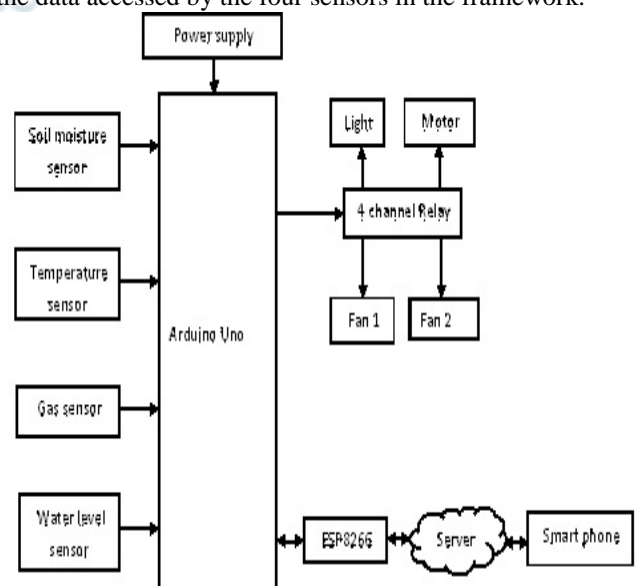 the data accessed by the four sensors in the framework.
Power supply
Soil moisture
sensor
Light
Motor
4 channel Relay
Temperature
sensor
Fan 1
Fan 2
Arduino Uno
Gas sensor
Water level
sensor
ESP8266
Server
Smart phone